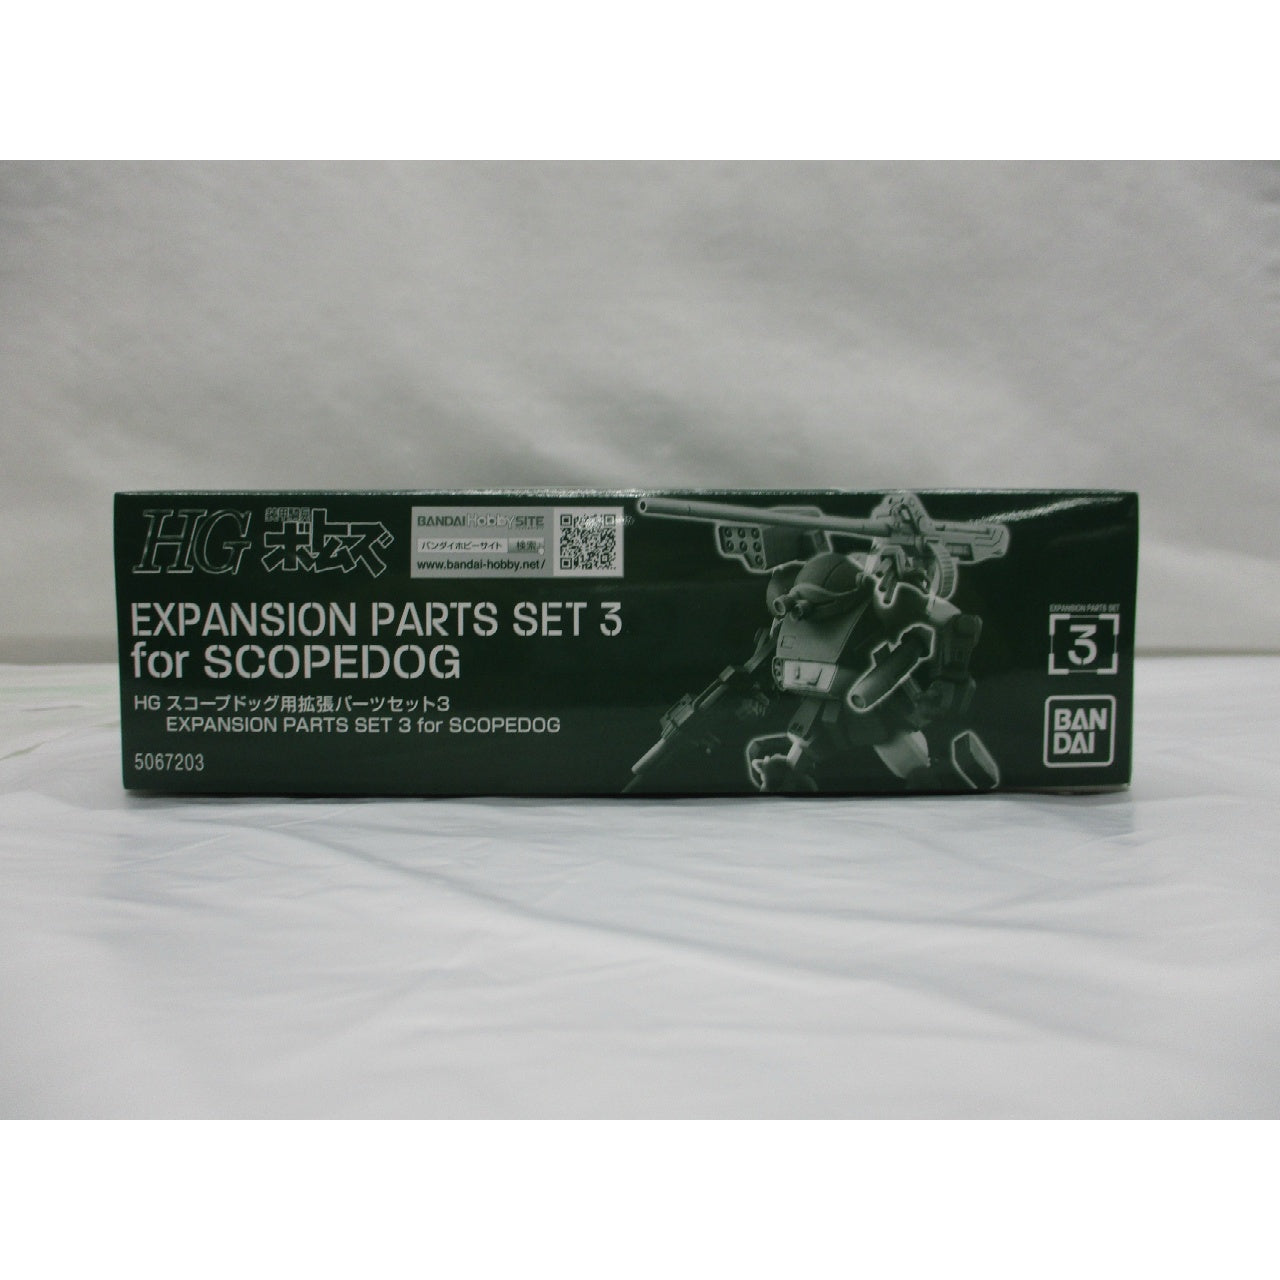 HG 装甲騎兵ボトムズ
BANDAI HobbySITE
バンダイホビーサイト 検索
www.bandai-hobby.net/
EXPANSION PARTS SET 3
for SCOPEDOG
HG スコープドッグ用拡張パーツセット3
EXPANSION PARTS SET 3 for SCOPEDOG
5067203
EXPANSION PARTS SET
3
BAN
DAI